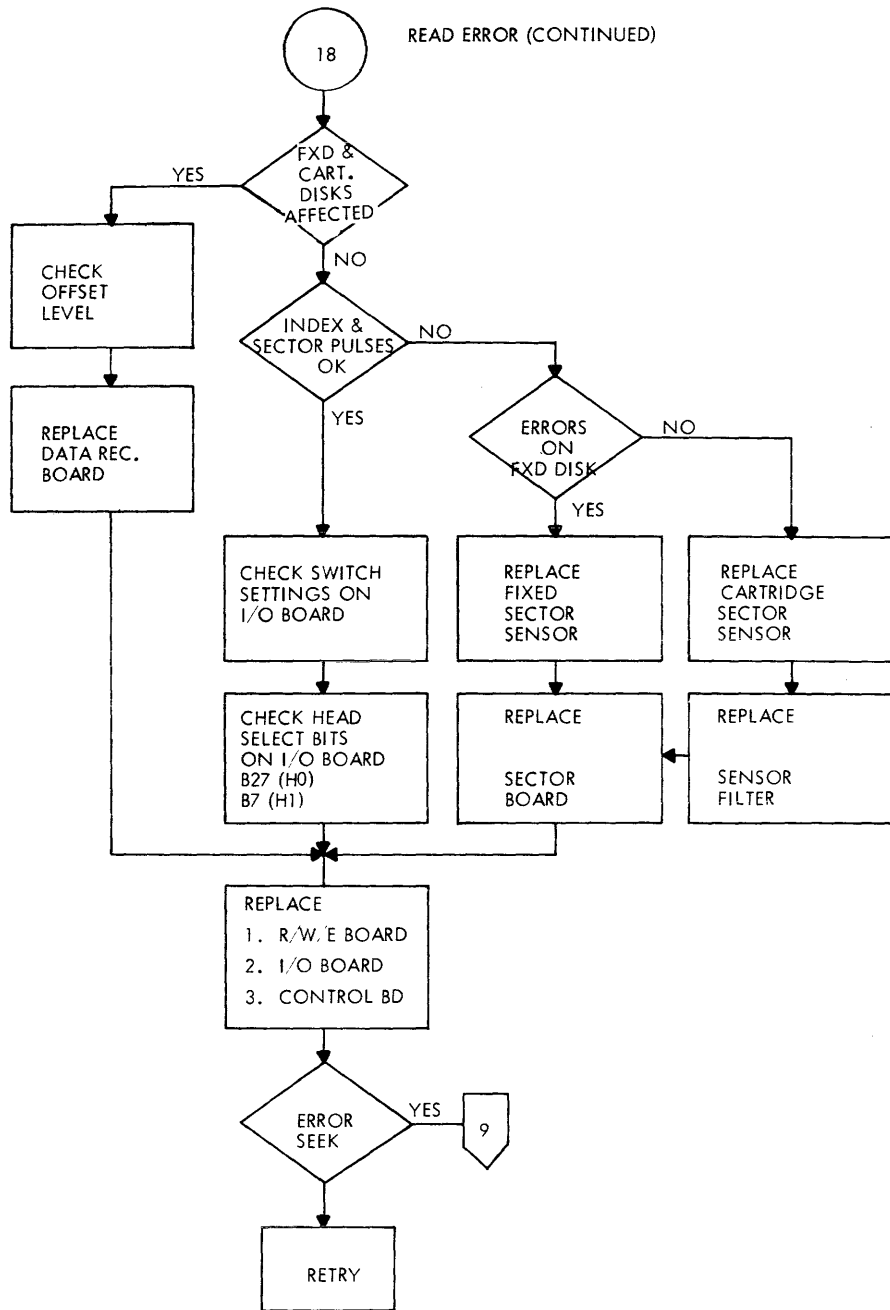 READ ERROR (CONTINUED)
18
FXD &
CART.
DISKS
AFFECTED
YES
NO
CHECK
OFFSET
LEVEL
INDEX &
SECTOR PULSES
OK
NO
YES
REPLACE
DATA REC.
BOARD
ERRORS
ON
FXD DISK
NO
YES
CHECK SWITCH
SETTINGS ON
I/O BOARD
REPLACE
FIXED
SECTOR
SENSOR
REPLACE
CARTRIDGE
SECTOR
SENSOR
CHECK HEAD
SELECT BITS
ON I/O BOARD
B27 (H0)
B7 (H1)
REPLACE
SECTOR
BOARD
REPLACE
SENSOR
FILTER
REPLACE
1. R/W/E BOARD
2. I/O BOARD
3. CONTROL BD
ERROR
SEEK
YES
9
RETRY